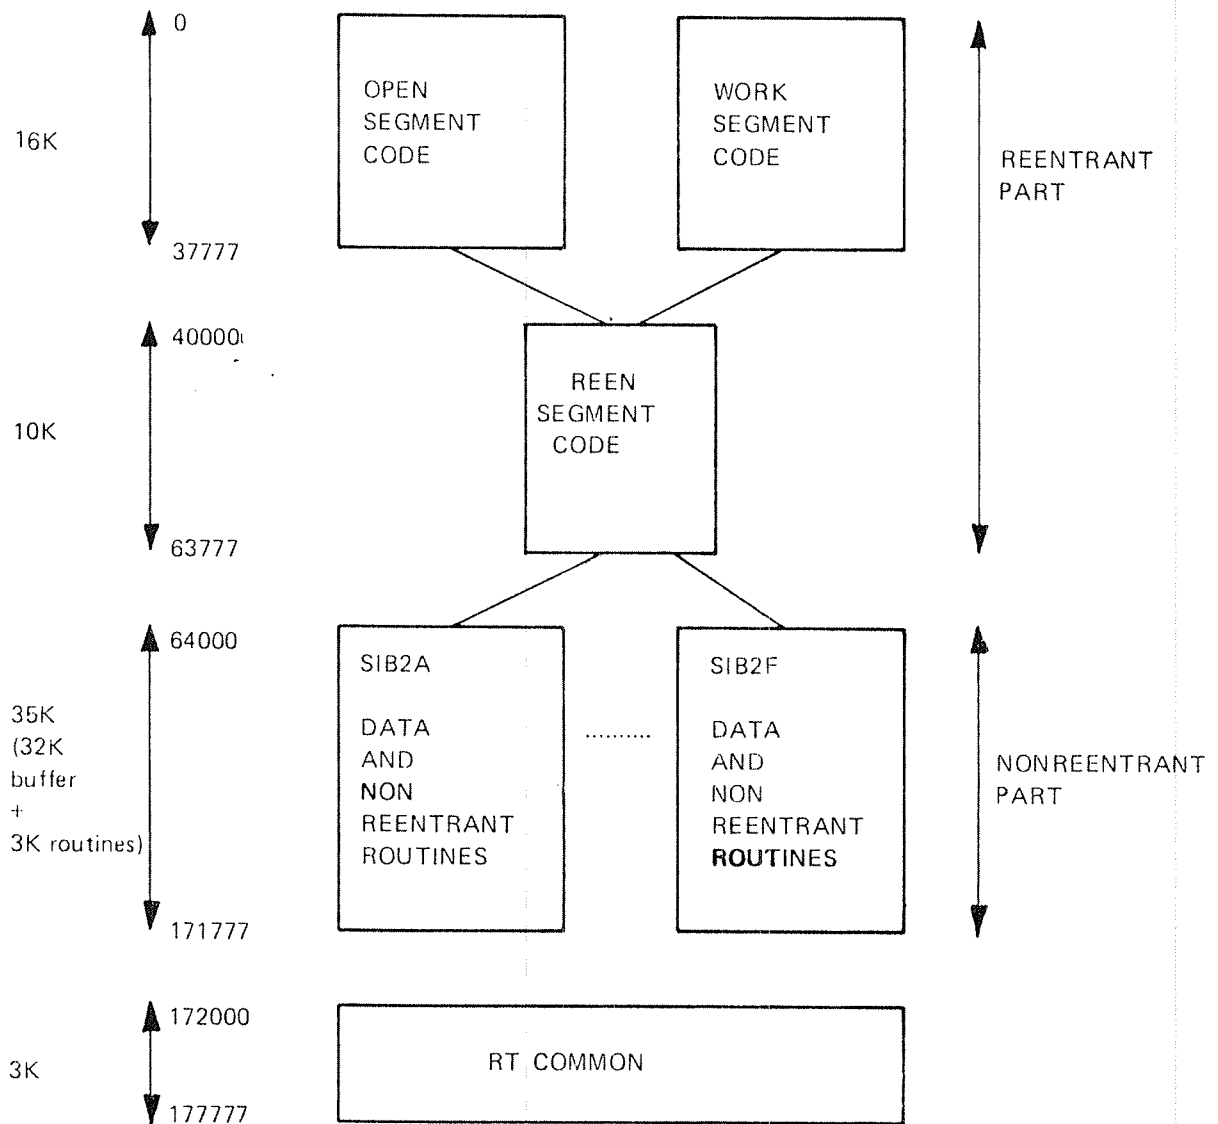 0
16K
37777
OPEN
SEGMENT
CODE
WORK
SEGMENT
CODE
REENTRANT
PART
40000
10K
63777
REEN
SEGMENT
CODE
64000
35K
(32K
buffer
+
3K routines)
171777
SIB2A
DATA
AND
NON
REENTRANT
ROUTINES
..........
SIB2F
DATA
AND
NON
REENTRANT
ROUTINES
NONREENTRANT
PART
172000
3K
177777
RT COMMON